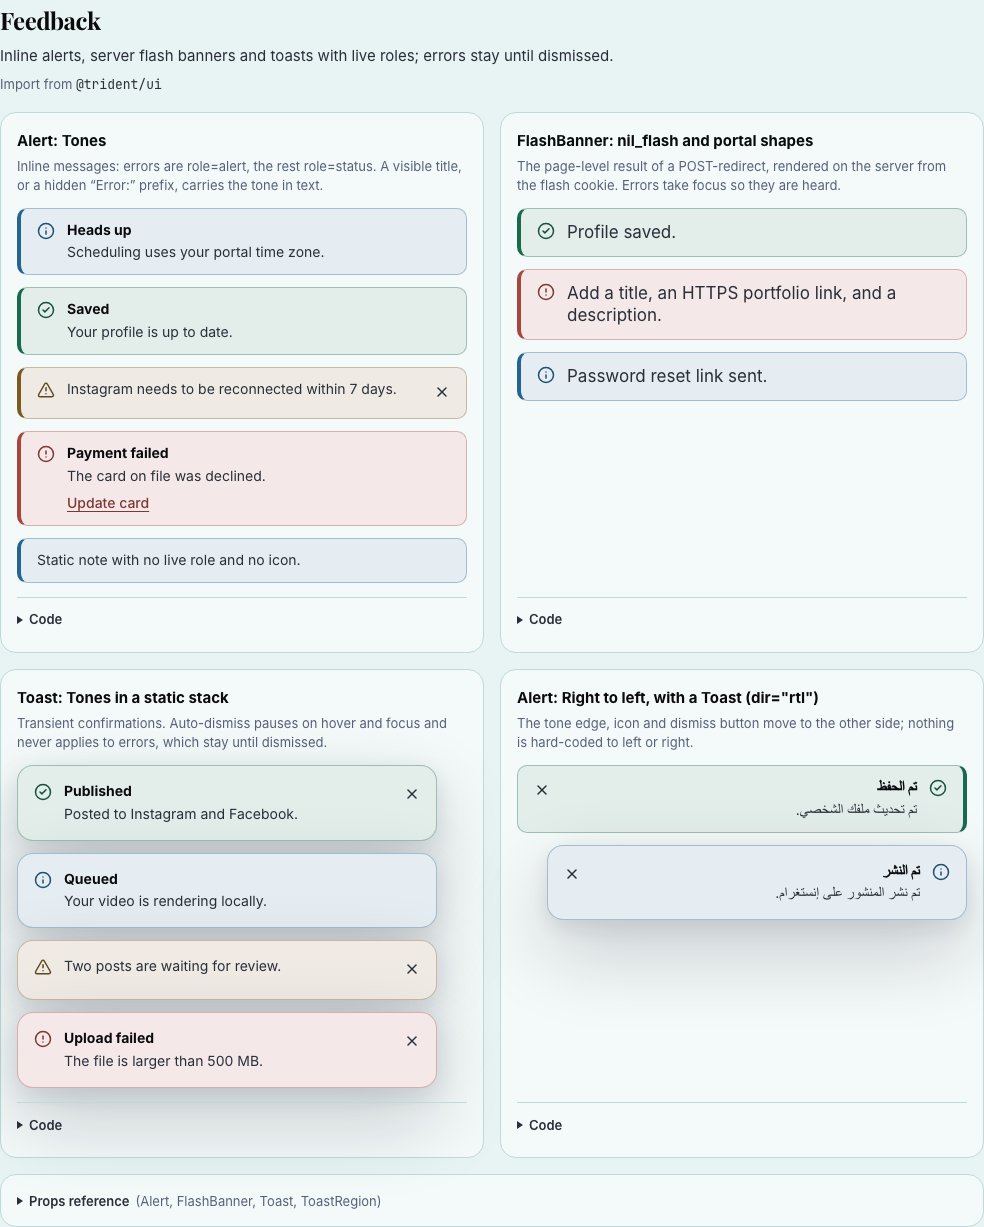 Feedback
Inline alerts, server flash banners and toasts with live roles; errors stay until dismissed.
Import from @trident/ui
Alert: Tones
Inline messages: errors are role=alert, the rest role=status. A visible title,
or a hidden “Error:” prefix, carries the tone in text.
Heads up
Scheduling uses your portal time zone.
Saved
Your profile is up to date.
Instagram needs to be reconnected within 7 days.
Payment failed
The card on file was declined.
Update card
Static note with no live role and no icon.
Code
FlashBanner: nil_flash and portal shapes
The page-level result of a POST-redirect, rendered on the server from
the flash cookie. Errors take focus so they are heard.
Profile saved.
Add a title, an HTTPS portfolio link, and a
description.
Password reset link sent.
Code
Toast: Tones in a static stack
Transient confirmations. Auto-dismiss pauses on hover and focus and
never applies to errors, which stay until dismissed.
Published
Posted to Instagram and Facebook.
Queued
Your video is rendering locally.
Two posts are waiting for review.
Upload failed
The file is larger than 500 MB.
Code
Alert: Right to left, with a Toast (dir="rtl")
The tone edge, icon and dismiss button move to the other side; nothing
is hard-coded to left or right.
تم الحفظ
تم تحديث ملفك الشخصي.
تم النشر
تم نشر المنشور على إنستغرام.
Code
Props reference (Alert, FlashBanner, Toast, ToastRegion)